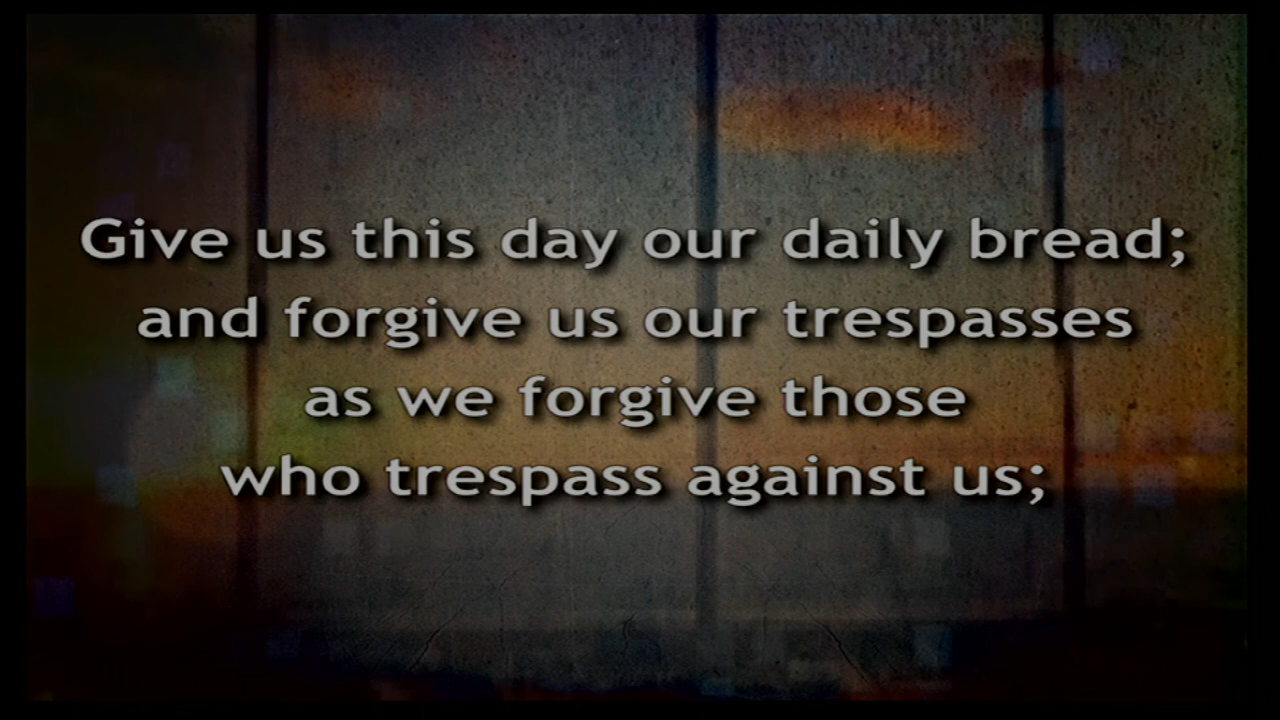 Give us this day our daily bread;
and forgive us our trespasses
as we forgive those
who trespass against us;